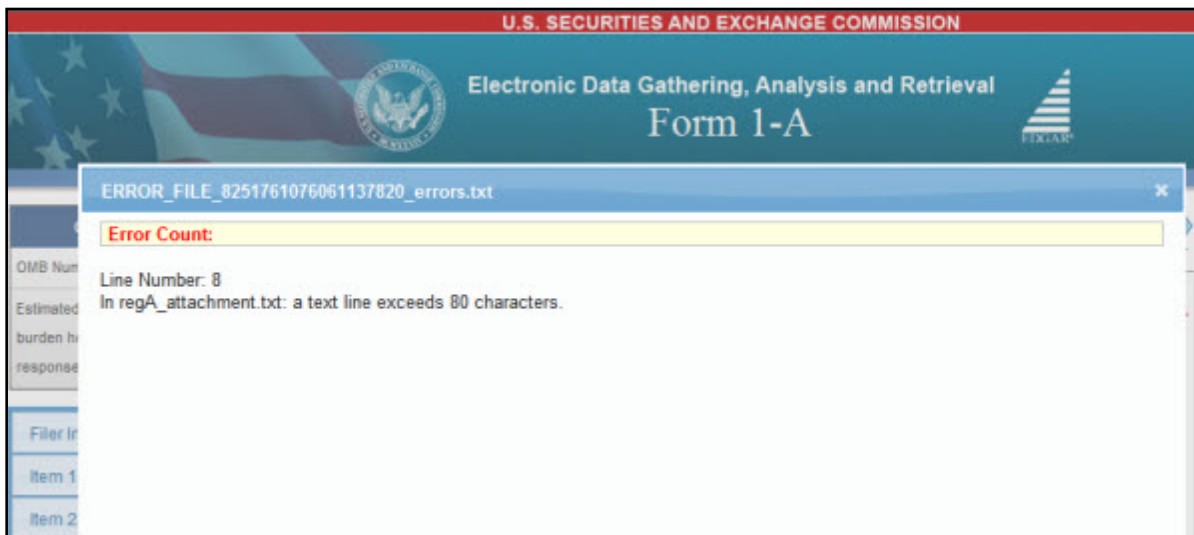 U.S. SECURITIES AND EXCHANGE COMMISSION
Electronic Data Gathering, Analysis and Retrieval
Form 1-A
EDGAR
ERROR_FILE_8251761076061137820_errors.txt
Error Count:
Line Number: 8
In regA_attachment.txt: a text line exceeds 80 characters.
OMB Num
Estimated
burden h
response
Filer In
Item 1
Item 2